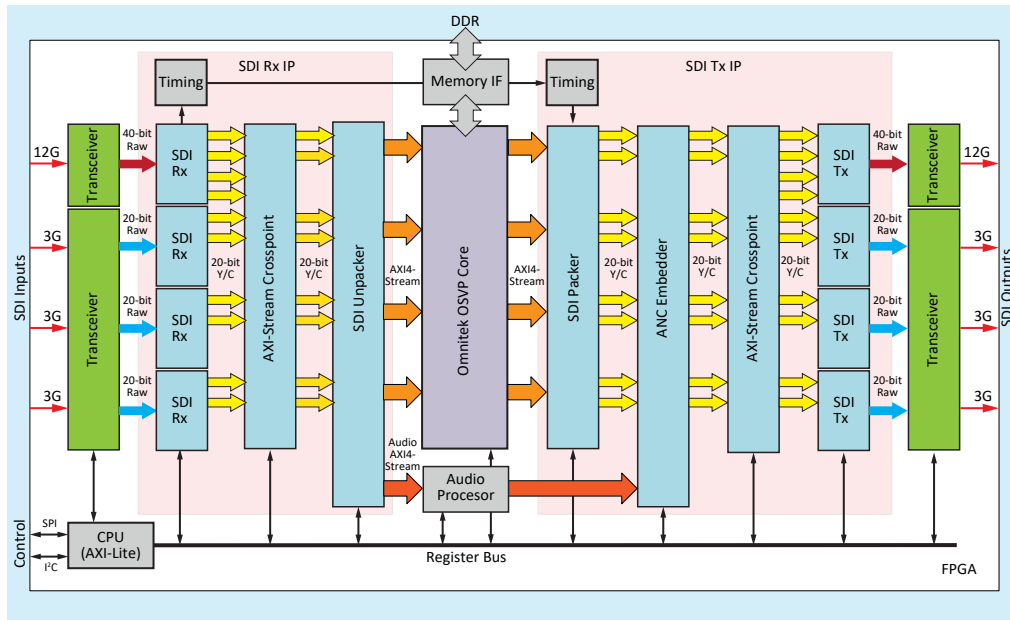 DDR
SDI Rx IP
SDI Tx IP
Timing
Memory IF
Timing
12G
Transceiver
40-bit
Raw
SDI
Rx
AXI-Stream Crosspoint
SDI Unpacker
Omnitek OSVP Core
SDI Packer
ANC Embedder
AXI-Stream Crosspoint
SDI
Tx
40-bit
Raw
Transceiver
12G
SDI Inputs
3G
3G
3G
Transceiver
20-bit
Raw
20-bit
Raw
20-bit
Raw
SDI
Rx
SDI
Rx
SDI
Rx
20-bit
Y/C
20-bit
Y/C
AXI4-
Stream
AXI4-
Stream
20-bit
Y/C
20-bit
Y/C
20-bit
Y/C
SDI
Tx
SDI
Tx
SDI
Tx
20-bit
Raw
20-bit
Raw
20-bit
Raw
Transceiver
3G
3G
3G
SDI Outputs
Audio
AXI4-
Stream
Audio
Procesor
Control
SPI
I²C
CPU
(AXI-Lite)
Register Bus
FPGA